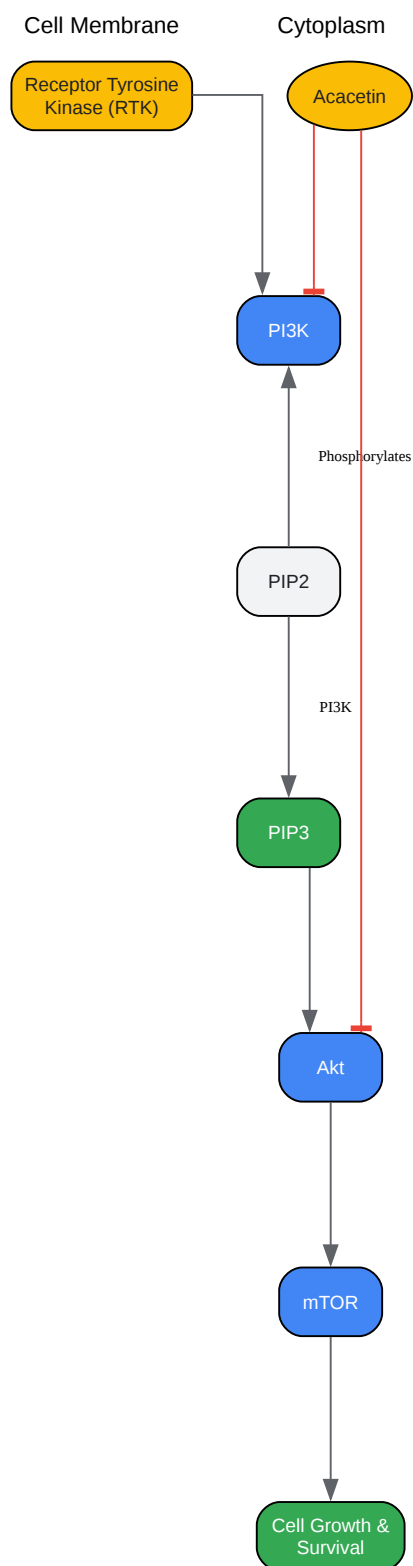 Cell Membrane
Cytoplasm
Receptor Tyrosine
Kinase (RTK)
Acacetin
PI3K
Phosphorylates
PIP2
PI3K
PIP3
Akt
mTOR
Cell Growth &
Survival